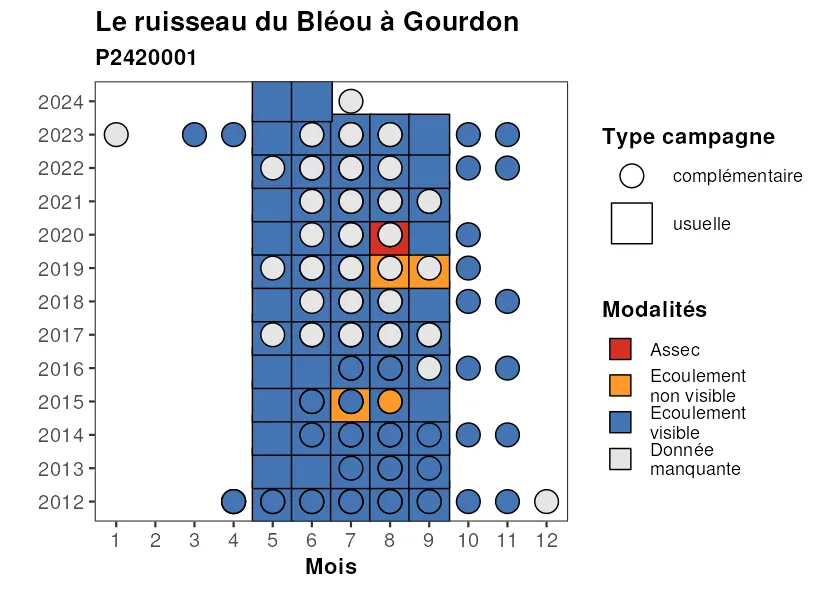 Le ruisseau du Bléou à Gourdon
P2420001
2024
2023
2022
2021
2020
2019
2018
2017
2016
2015
2014
2013
2012
1 2 3 4 5 6 7 8 9 10 11 12
Mois
Type campagne
complémentaire
usuelle
Modalités
Assec
Ecoulement
non visible
Ecoulement
visible
Donnée
manquante